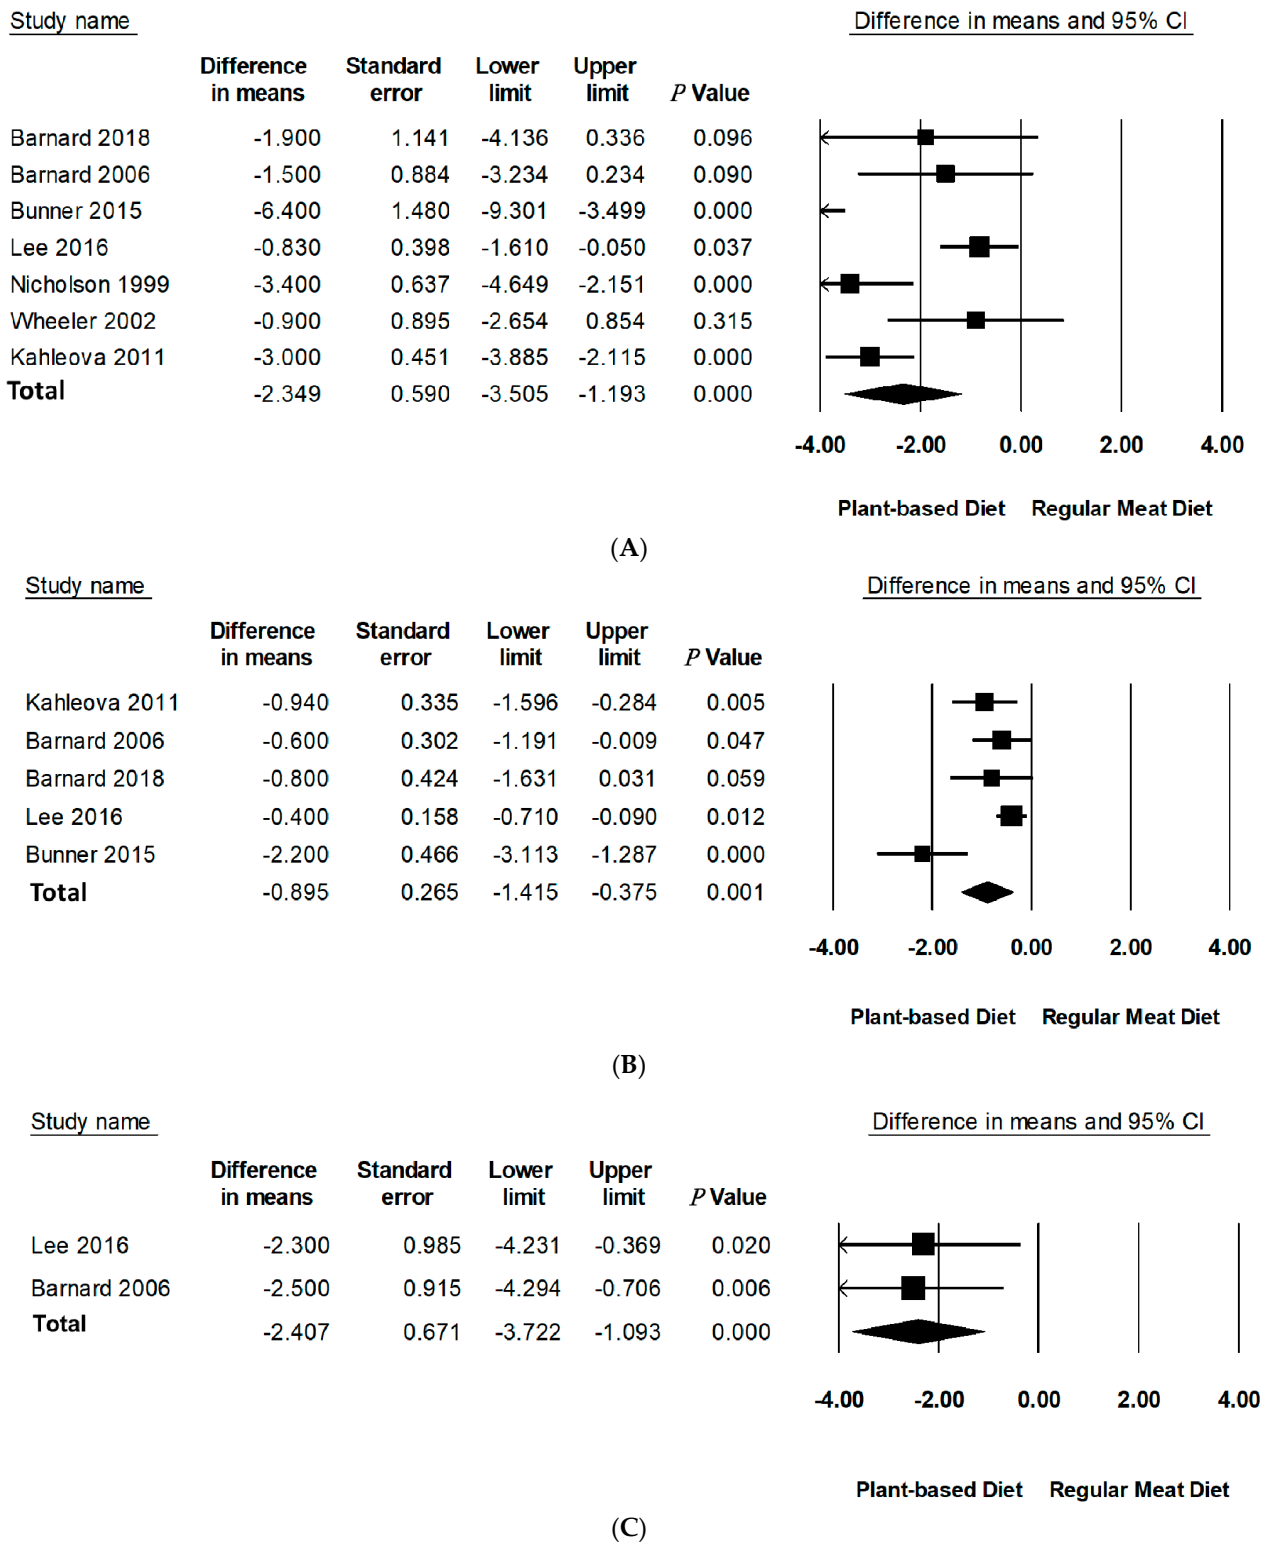 Study name Difference in means and 95% CI
Difference Standard Lower Upper
in means error limit limit P Value
Barnard 2018 -1.900 1.141 -4.136 0.336 0.096
Barnard 2006 -1.500 0.884 -3.234 0.234 0.090
Bunner 2015 -6.400 1.480 -9.301 -3.499 0.000
Lee 2016 -0.830 0.398 -1.610 -0.050 0.037
Nicholson 1999 -3.400 0.637 -4.649 -2.151 0.000
Wheeler 2002 -0.900 0.895 -2.654 0.854 0.315
Kahleova 2011 -3.000 0.451 -3.885 -2.115 0.000
Total -2.349 0.590 -3.505 -1.193 0.000
-4.00 -2.00 0.00 2.00 4.00
Plant-based Diet Regular Meat Diet
(A)
Study name Difference in means and 95% CI
Difference Standard Lower Upper
in means error limit limit P Value
Kahleova 2011 -0.940 0.335 -1.596 -0.284 0.005
Barnard 2006 -0.600 0.302 -1.191 -0.009 0.047
Barnard 2018 -0.800 0.424 -1.631 0.031 0.059
Lee 2016 -0.400 0.158 -0.710 -0.090 0.012
Bunner 2015 -2.200 0.466 -3.113 -1.287 0.000
Total -0.895 0.265 -1.415 -0.375 0.001
-4.00 -2.00 0.00 2.00 4.00
Plant-based Diet Regular Meat Diet
(B)
Study name Difference in means and 95% CI
Difference Standard Lower Upper
in means error limit limit P Value
Lee 2016 -2.300 0.985 -4.231 -0.369 0.020
Barnard 2006 -2.500 0.915 -4.294 -0.706 0.006
Total -2.407 0.671 -3.722 -1.093 0.000
-4.00 -2.00 0.00 2.00 4.00
Plant-based Diet Regular Meat Diet
(C)